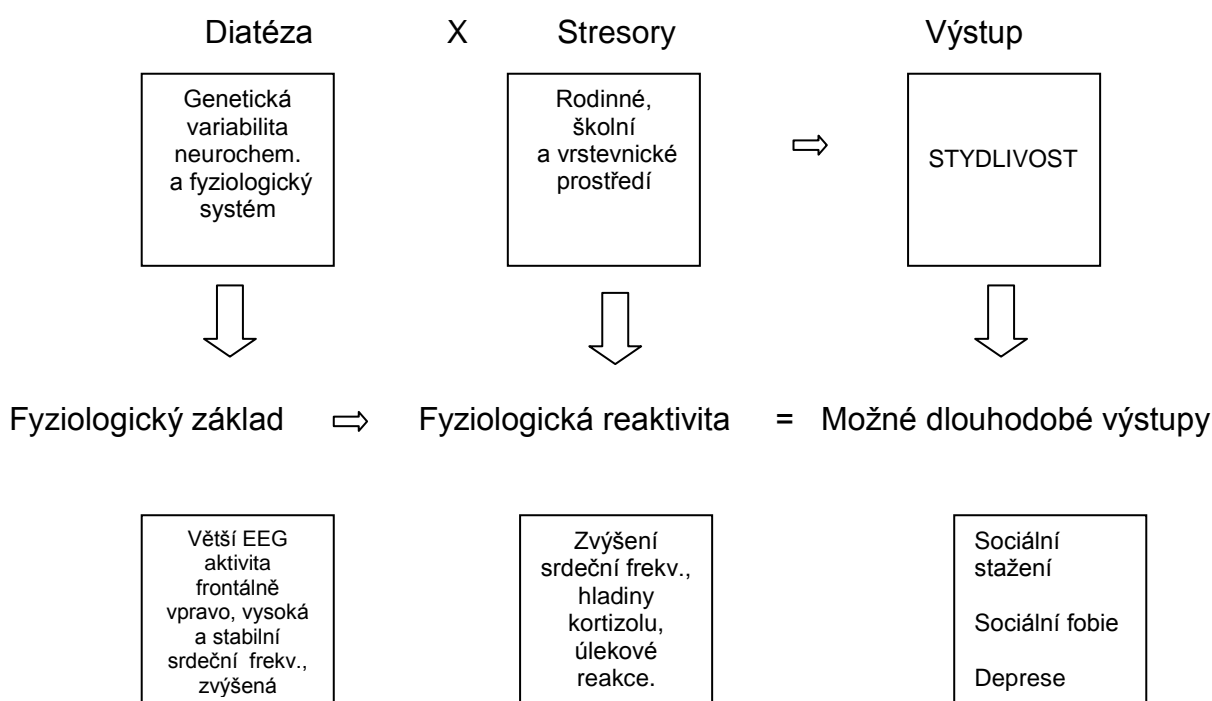 Diatéza X Stresory Výstup
Genetická
variabilita
neurochem.
a fyziologický
systém
Rodinné,
školní
a vrstevnické
prostředí
⇨
STYDLIVOST
Fyziologický základ ⇨ Fyziologická reaktivita = Možné dlouhodobé výstupy
Větší EEG
aktivita
frontálně
vpravo, vysoká
a stabilní
srdeční frekv.,
zvýšená
Zvýšení
srdeční frekv.,
hladiny
kortizolu,
úlekové
reakce.
Sociální
stažení
Sociální fobie
Deprese